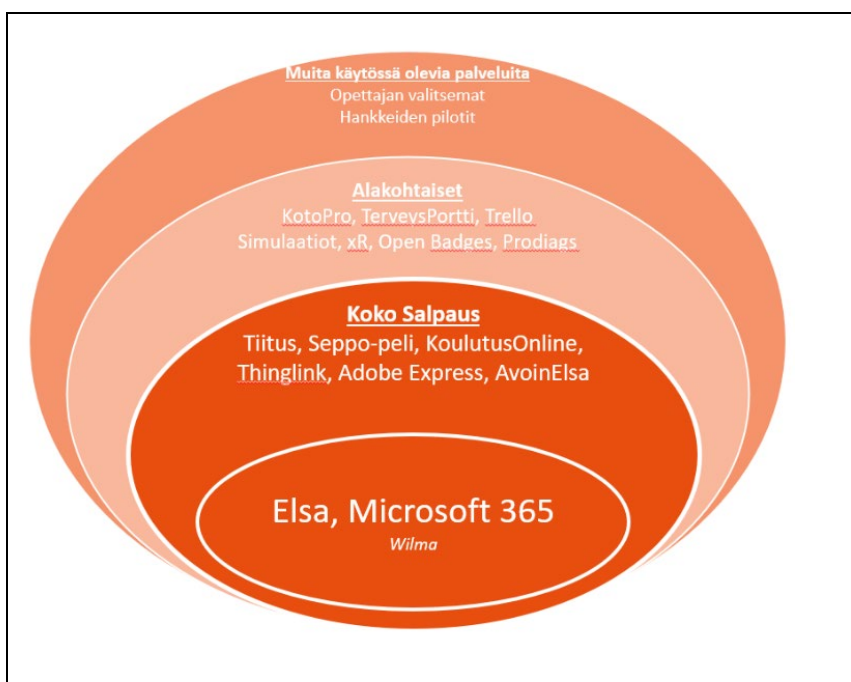 Muita käytössä olevia palveluita
Opettajan valitsemat
Hankkeiden pilotit
Alakohtaiset
KotoPro, TerveysPortti, Trello
Simulaatiot, xR, Open Badges, Prodiags
Koko Salpaus
Tiitus, Seppo-peli, KoulutusOnline,
Thinglink, Adobe Express, AvoinElsa
Elsa, Microsoft 365
Wilma